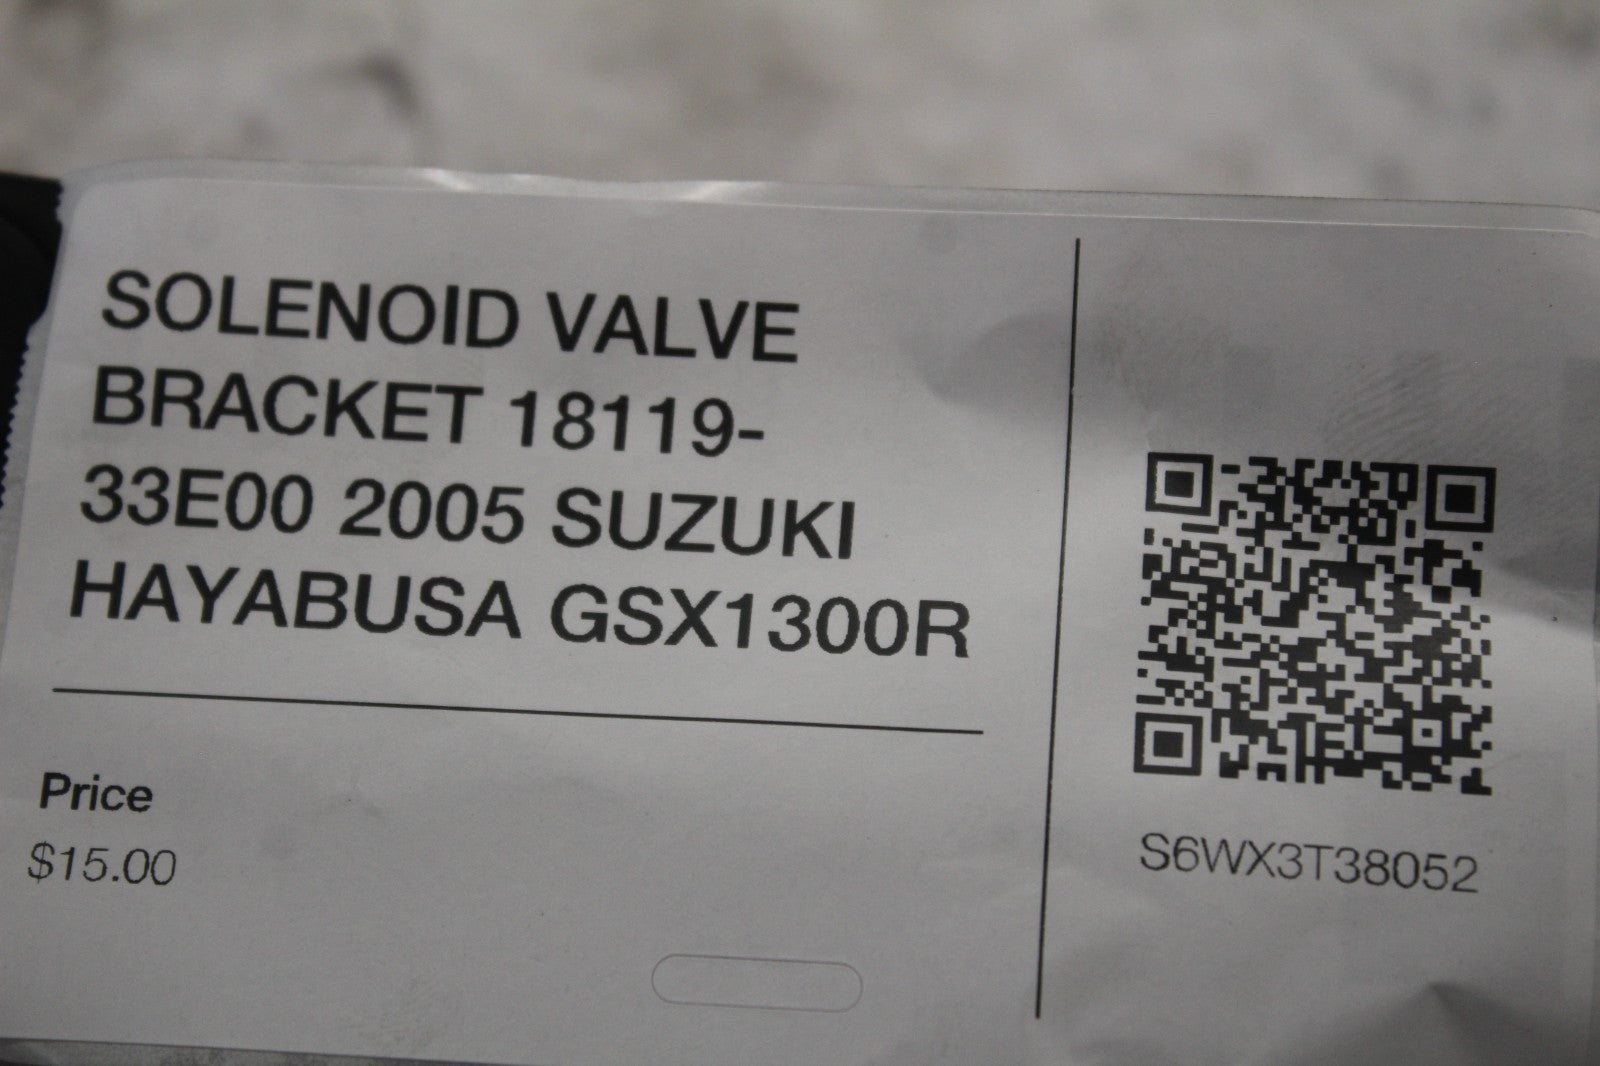 SOLENOID VALVE
BRACKET 18119-
33E00 2005 SUZUKI
HAYABUSA GSX1300R
Price
$15.00
S6WX3T38052